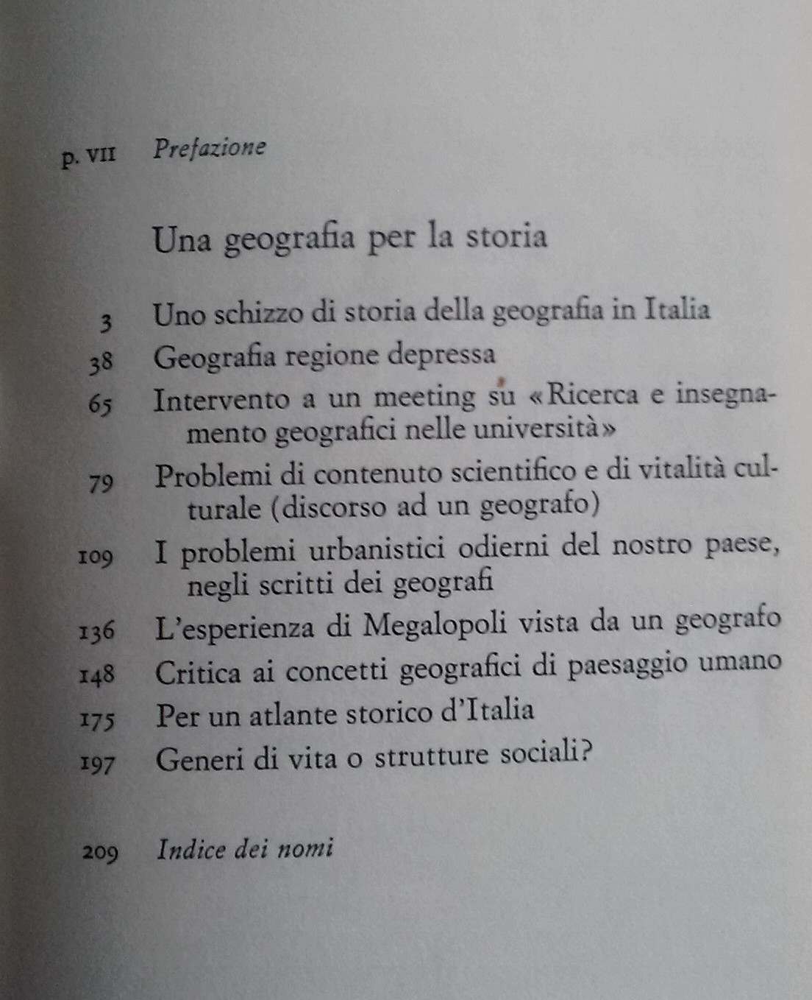 p. VII Prefazione
Una geografia per la storia
3 Uno schizzo di storia della geografia in Italia
38 Geografia regione depressa
65 Intervento a un meeting su «Ricerca e insegna-
mento geografici nelle università»
79 Problemi di contenuto scientifico e di vitalità cul-
turale (discorso ad un geografo)
109 I problemi urbanistici odierni del nostro paese,
negli scritti dei geografi
136 L'esperienza di Megalopoli vista da un geografo
148 Critica ai concetti geografici di paesaggio umano
175 Per un atlante storico d'Italia
197 Generi di vita o strutture sociali?
209 Indice dei nomi